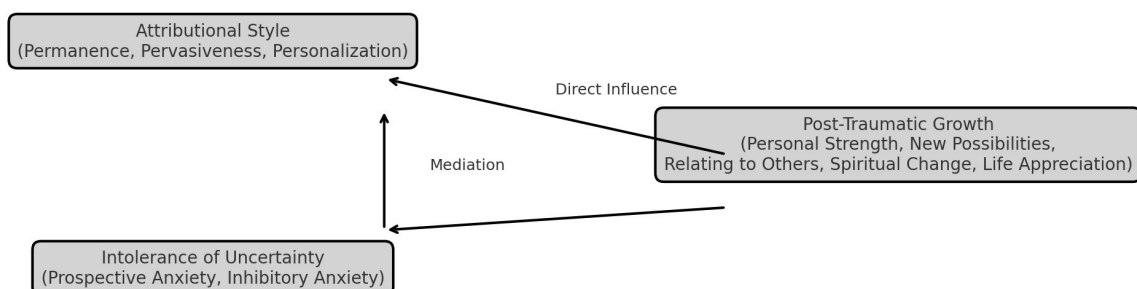 Attributional Style
(Permanence, Pervasiveness, Personalization)
Direct Influence
Post-Traumatic Growth
(Personal Strength, New Possibilities,
Relating to Others, Spiritual Change, Life Appreciation)
Mediation
Intolerance of Uncertainty
(Prospective Anxiety, Inhibitory Anxiety)